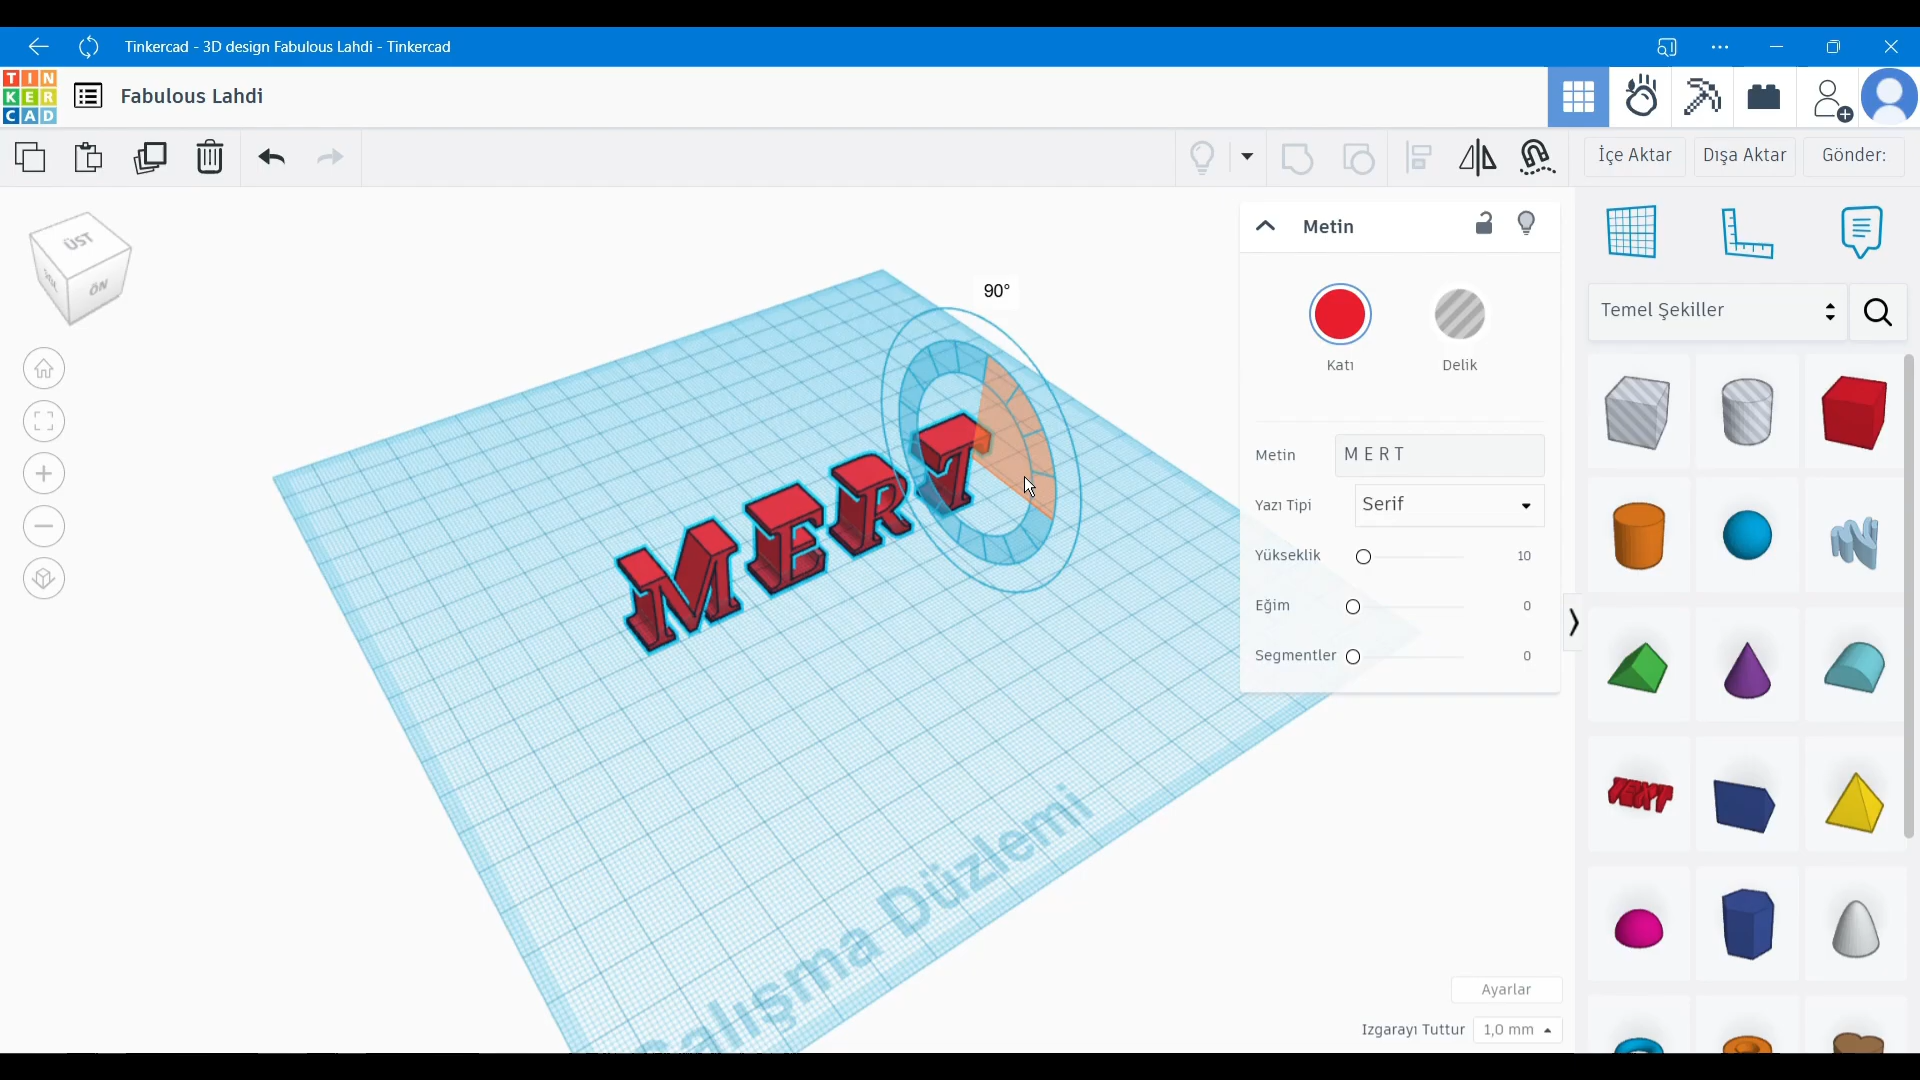 Tinkercad - 3D design Fabulous Lahdi - Tinkercad
TIN
KER
CAD
Fabulous Lahdi
İçe Aktar
Dışa Aktar
Gönder:
ÜST
ÖN
90°
Metin
Katı
Delik
Metin
M E R T
Yazı Tipi
Serif
Yükseklik
10
Eğim
0
Segmentler
0
Temel Şekiller
TEXT
MERT
Çalışma Düzlemi
Ayarlar
Izgarayı Tuttur
1,0 mm